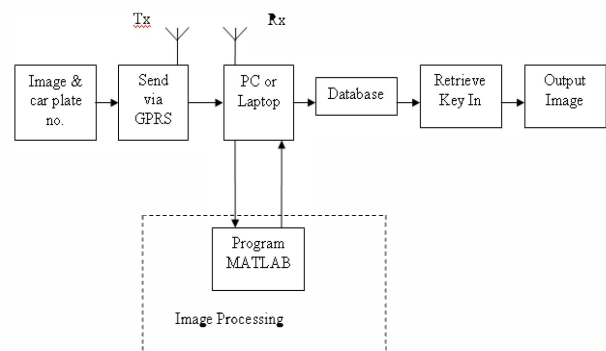 Tx
Rx
Image &
car plate
no.
Send
via
GPRS
PC or
Laptop
Database
Retrieve
Key In
Output
Image
Program
MATLAB
Image Processing